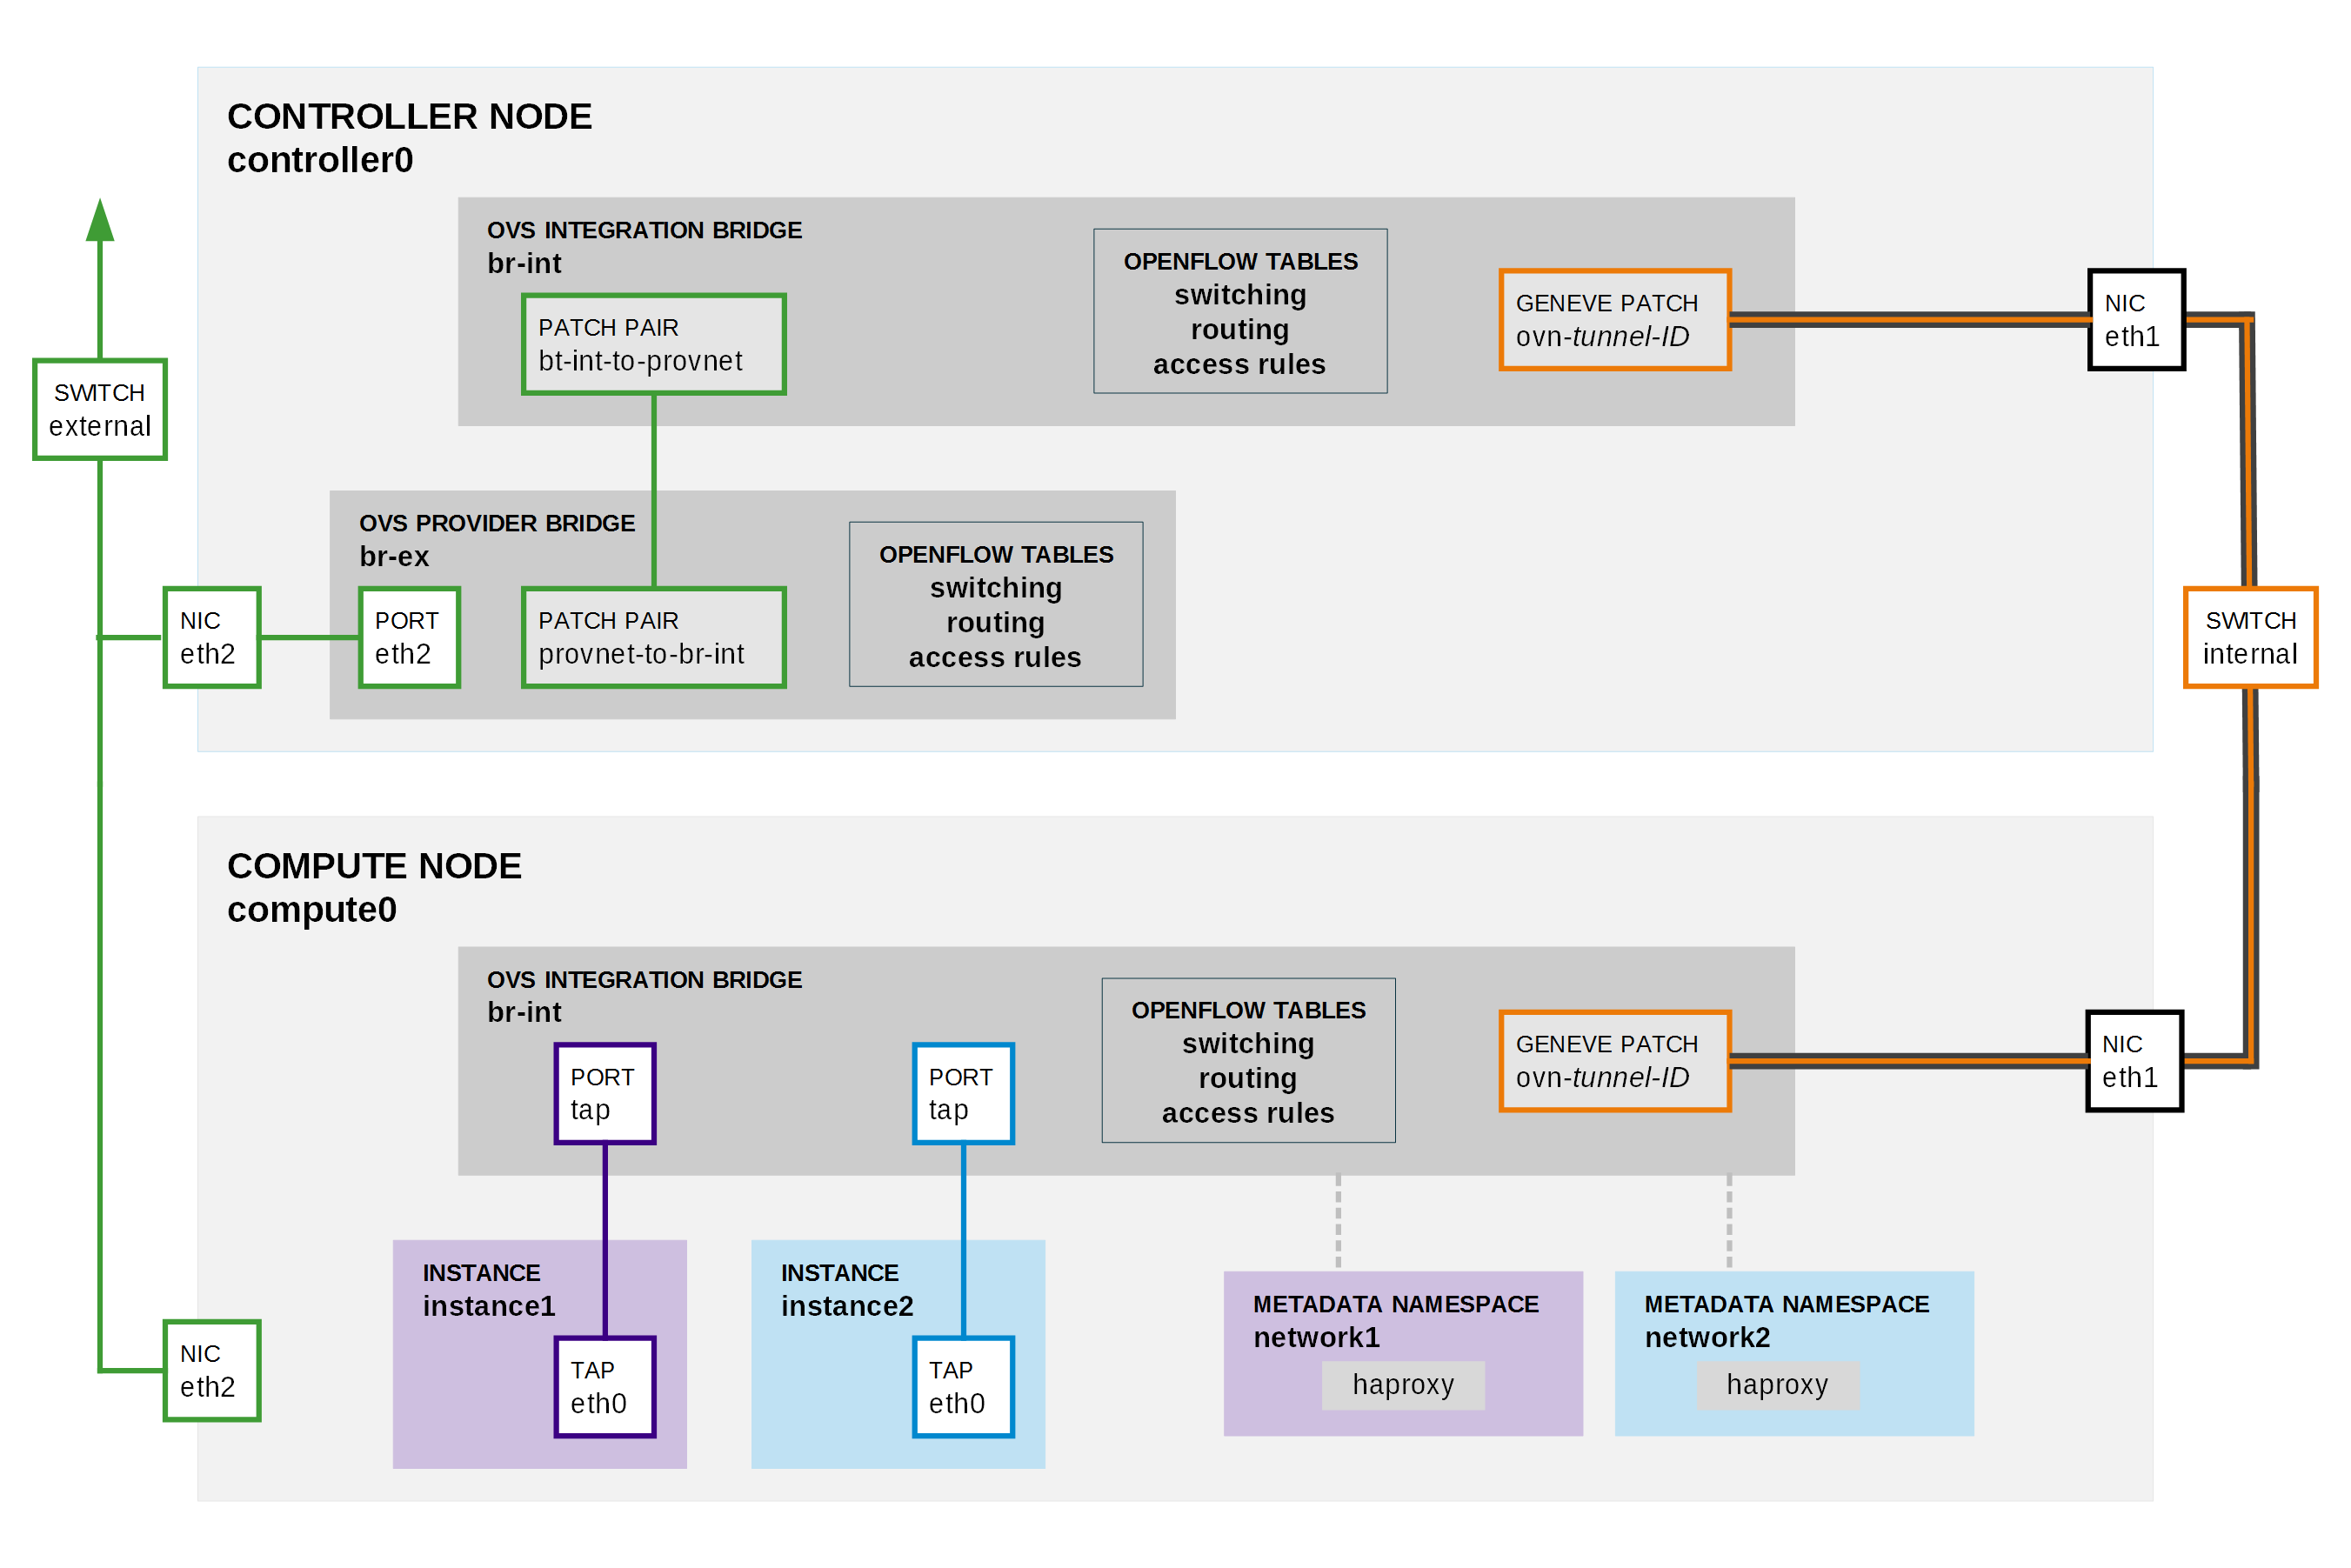 CONTROLLER NODE
controller0
OVS INTEGRATION BRIDGE
br-int
PATCH PAIR
bt-int-to-provnet
OPENFLOW TABLES
switching
routing
access rules
GENEVE PATCH
ovn-tunnel-ID
NIC
eth1
SWITCH
external
OVS PROVIDER BRIDGE
br-ex
NIC
eth2
PORT
eth2
PATCH PAIR
provnet-to-br-int
OPENFLOW TABLES
switching
routing
access rules
SWITCH
internal
COMPUTE NODE
compute0
OVS INTEGRATION BRIDGE
br-int
PORT
tap
PORT
tap
OPENFLOW TABLES
switching
routing
access rules
GENEVE PATCH
ovn-tunnel-ID
NIC
eth1
INSTANCE
instance1
TAP
eth0
INSTANCE
instance2
TAP
eth0
METADATA NAMESPACE
network1
haproxy
METADATA NAMESPACE
network2
haproxy
NIC
eth2